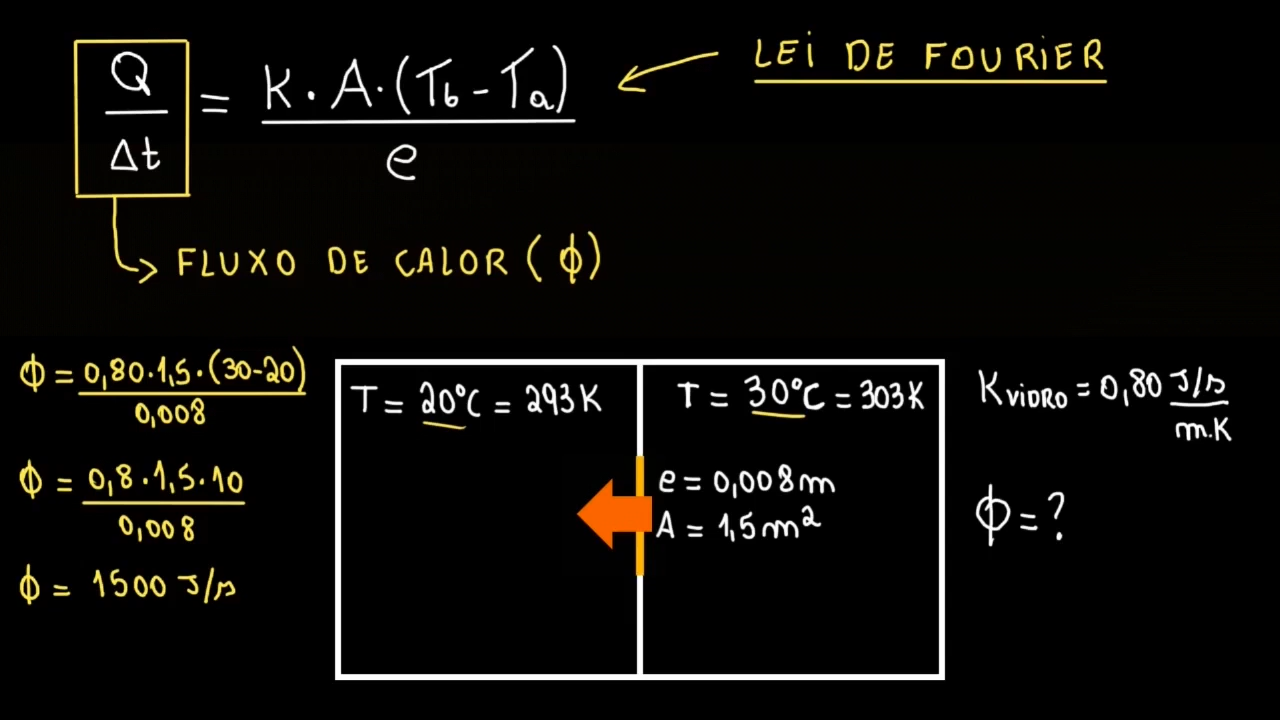 Q/Δt = K·A·(Tb - Ta)/e
LEI DE FOURIER
FLUXO DE CALOR (ϕ)
ϕ = 0,80·1,5·(30-20)/0,008
ϕ = 0,8·1,5·10/0,008
ϕ = 1500 J/s
T = 20°C = 293K
T = 30°C = 303K
e = 0,008m
A = 1,5m²
KVIDRO = 0,80 J/s/m.K
ϕ = ?